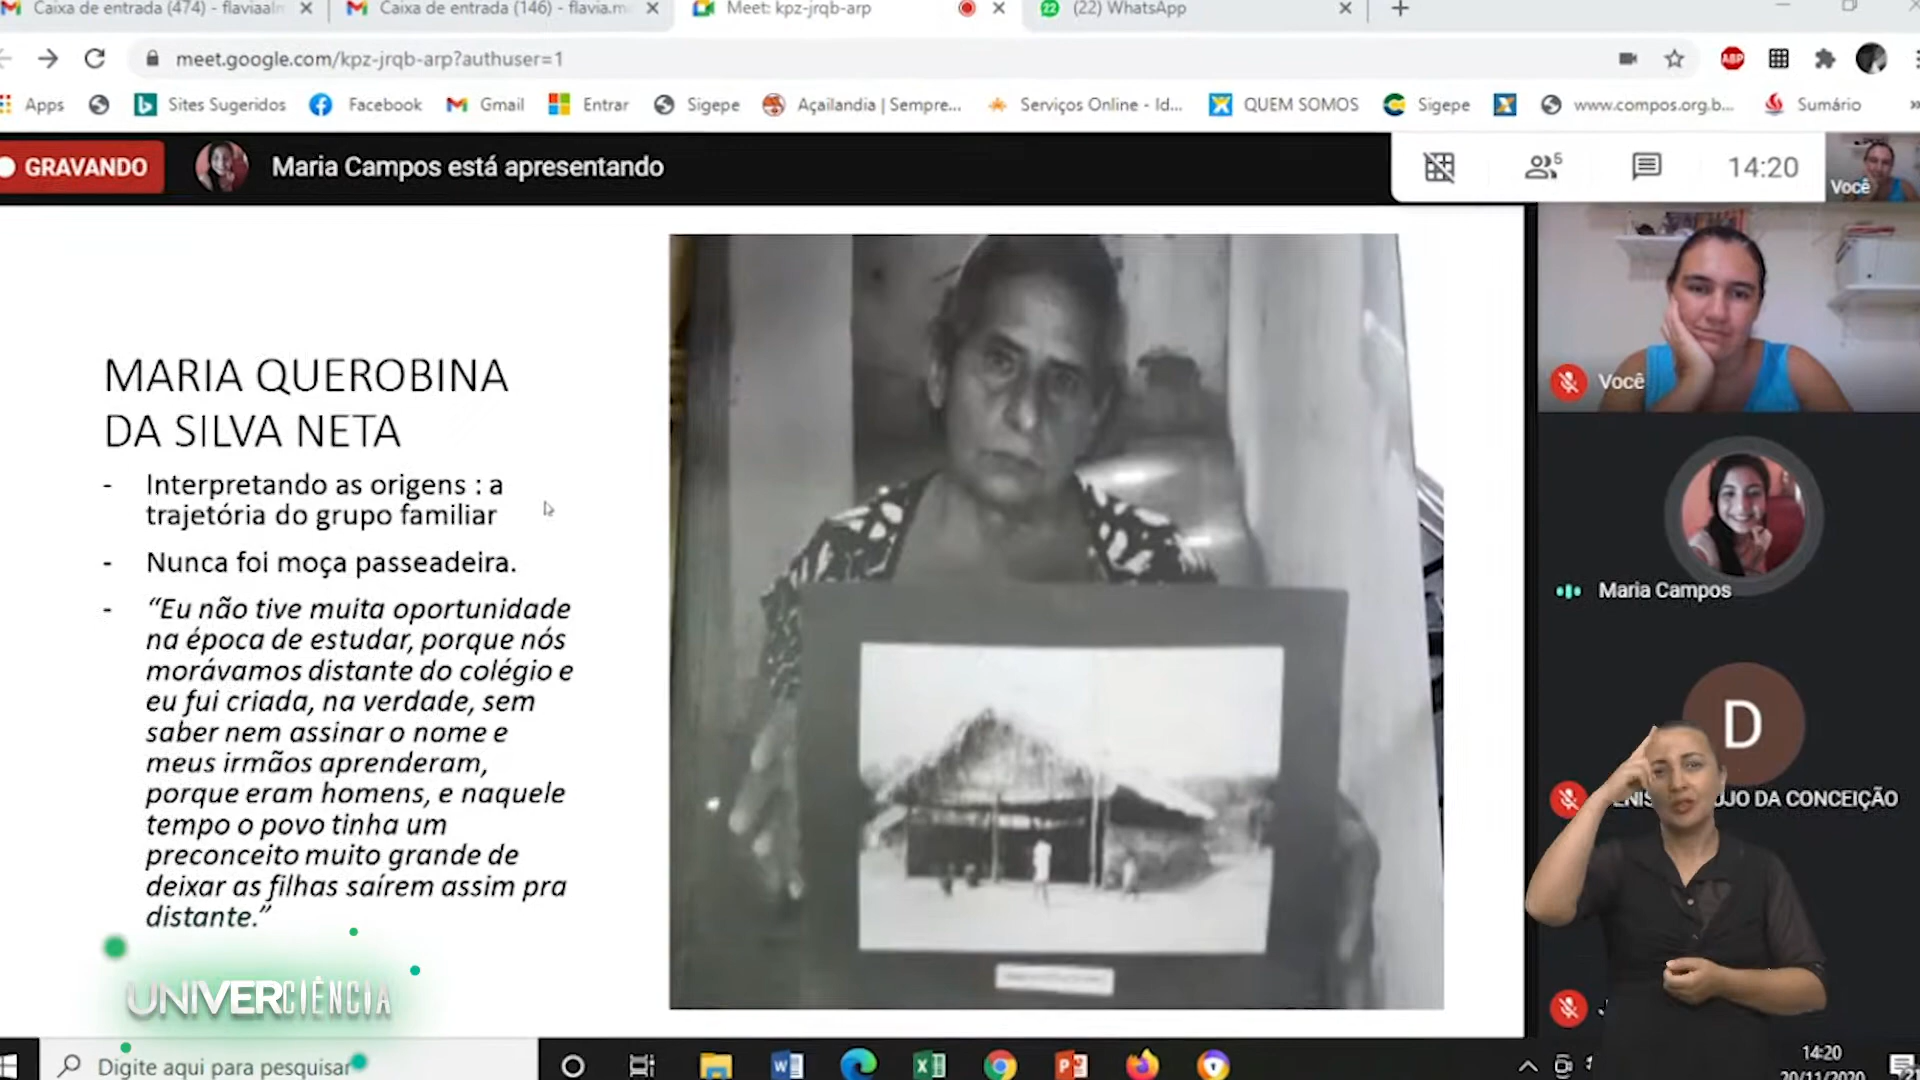 Caixa de entrada (474) - flaviaalm
Caixa de entrada (146) - flavia.m
Meet: kpz-jrqb-arp
(22) WhatsApp
meet.google.com/kpz-jrqb-arp?authuser=1
ABP
Apps
Sites Sugeridos
Facebook
Gmail
Entrar
Sigepe
Açailandia | Sempre...
Serviços Online - Id...
QUEM SOMOS
Sigepe
www.compos.org.b...
Sumário
GRAVANDO
Maria Campos está apresentando
5
14:20
Você
MARIA QUEROBINA
DA SILVA NETA
- Interpretando as origens : a
trajetória do grupo familiar
- Nunca foi moça passeadeira.
- “Eu não tive muita oportunidade
na época de estudar, porque nós
morávamos distante do colégio e
eu fui criada, na verdade, sem
saber nem assinar o nome e
meus irmãos aprenderam,
porque eram homens, e naquele
tempo o povo tinha um
preconceito muito grande de
deixar as filhas saírem assim pra
distante.”
Você
Maria Campos
D
DA CONCEIÇÃO
UNIVERCIÊNCIA
Digite aqui para pesquisar
14:20
20/11/2020